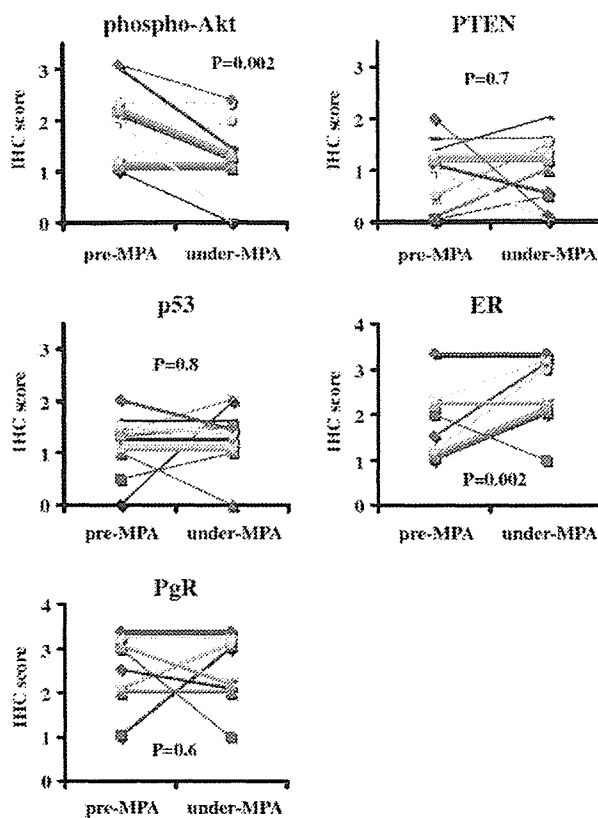 phospho-Akt
P=0.002
IHC score
3
2
1
0
pre-MPA under-MPA
PTEN
P=0.7
IHC score
3
2
1
0
pre-MPA under-MPA
p53
P=0.8
IHC score
3
2
1
0
pre-MPA under-MPA
ER
IHC score
4
3
2
1
0
P=0.002
pre-MPA under-MPA
PgR
IHC score
4
3
2
1
0
P=0.6
pre-MPA under-MPA